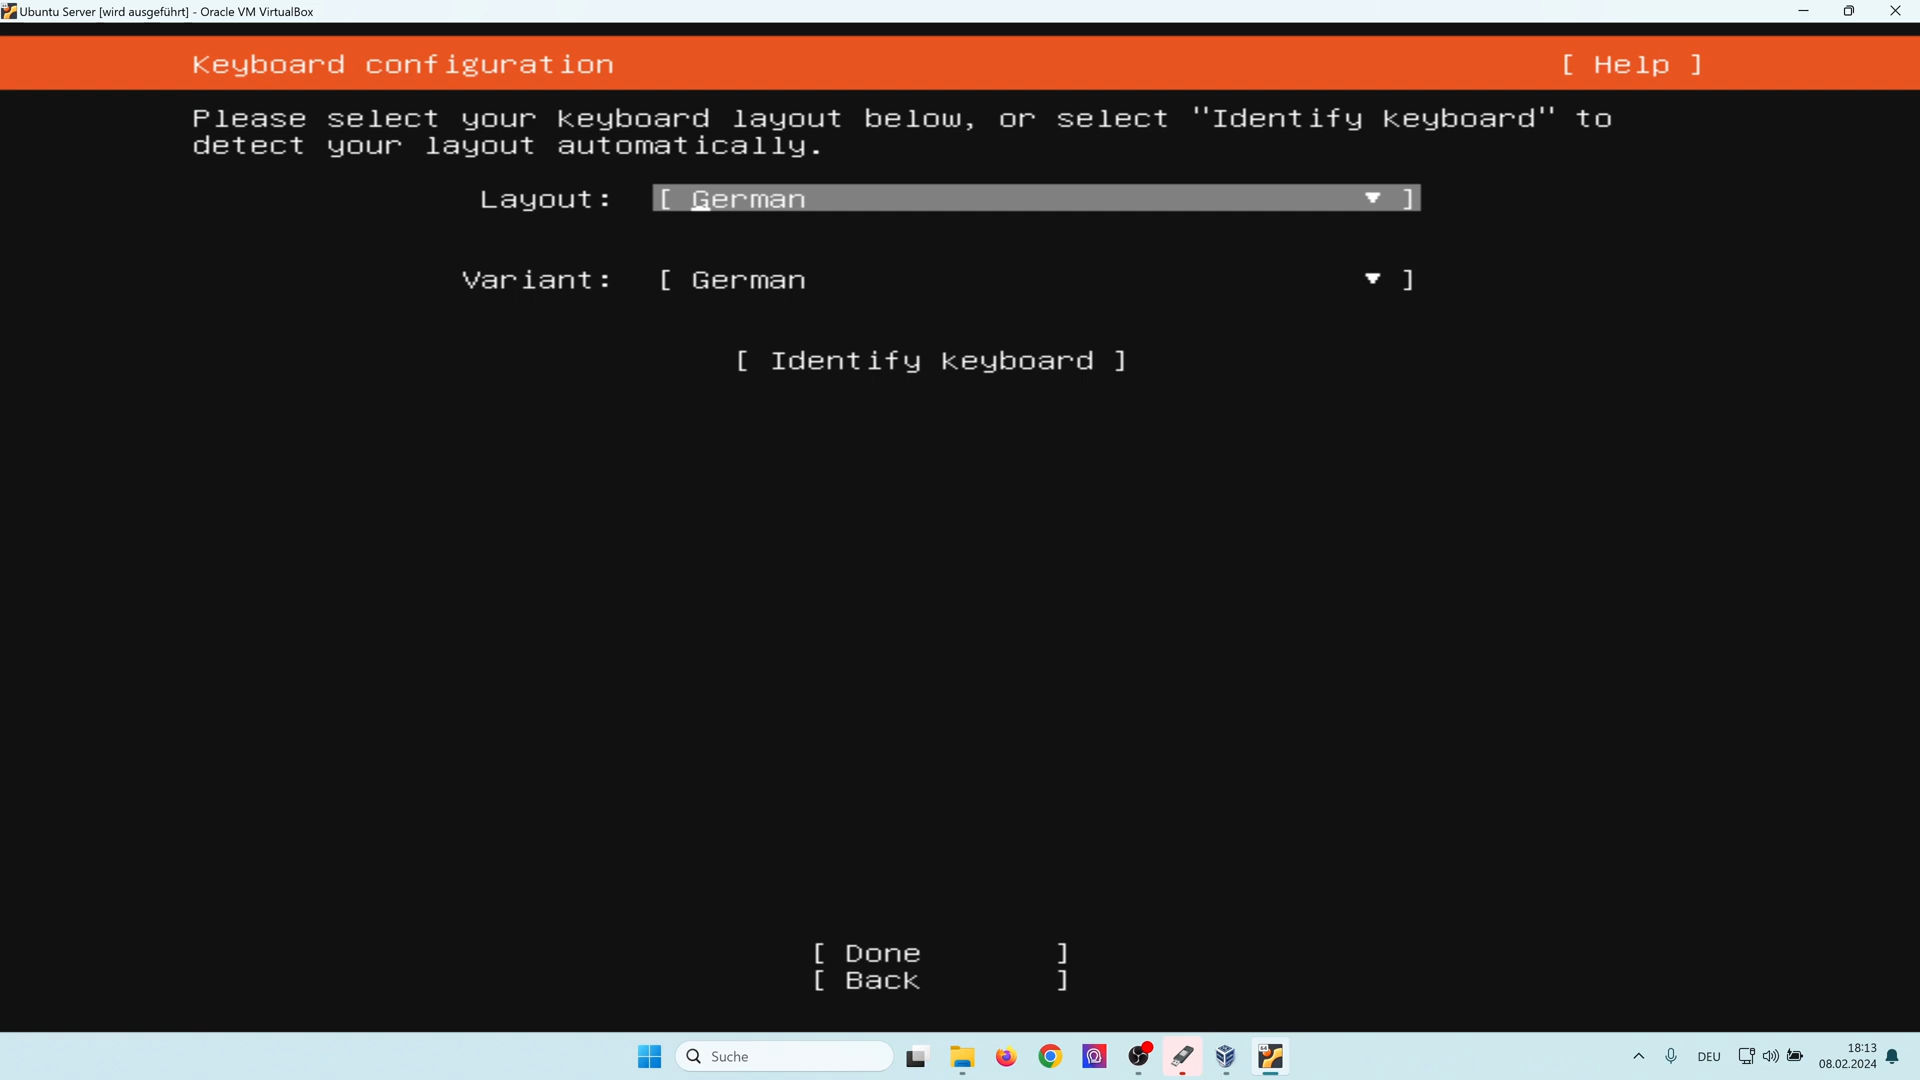 Ubuntu Server [wird ausgeführt] - Oracle VM VirtualBox
Keyboard configuration [ Help ]
Please select your keyboard layout below, or select "Identify keyboard" to
detect your layout automatically.
Layout: [ German ▾ ]
Variant: [ German ▾ ]
[ Identify keyboard ]
[ Done ]
[ Back ]
Suche
DEU
18:13
08.02.2024